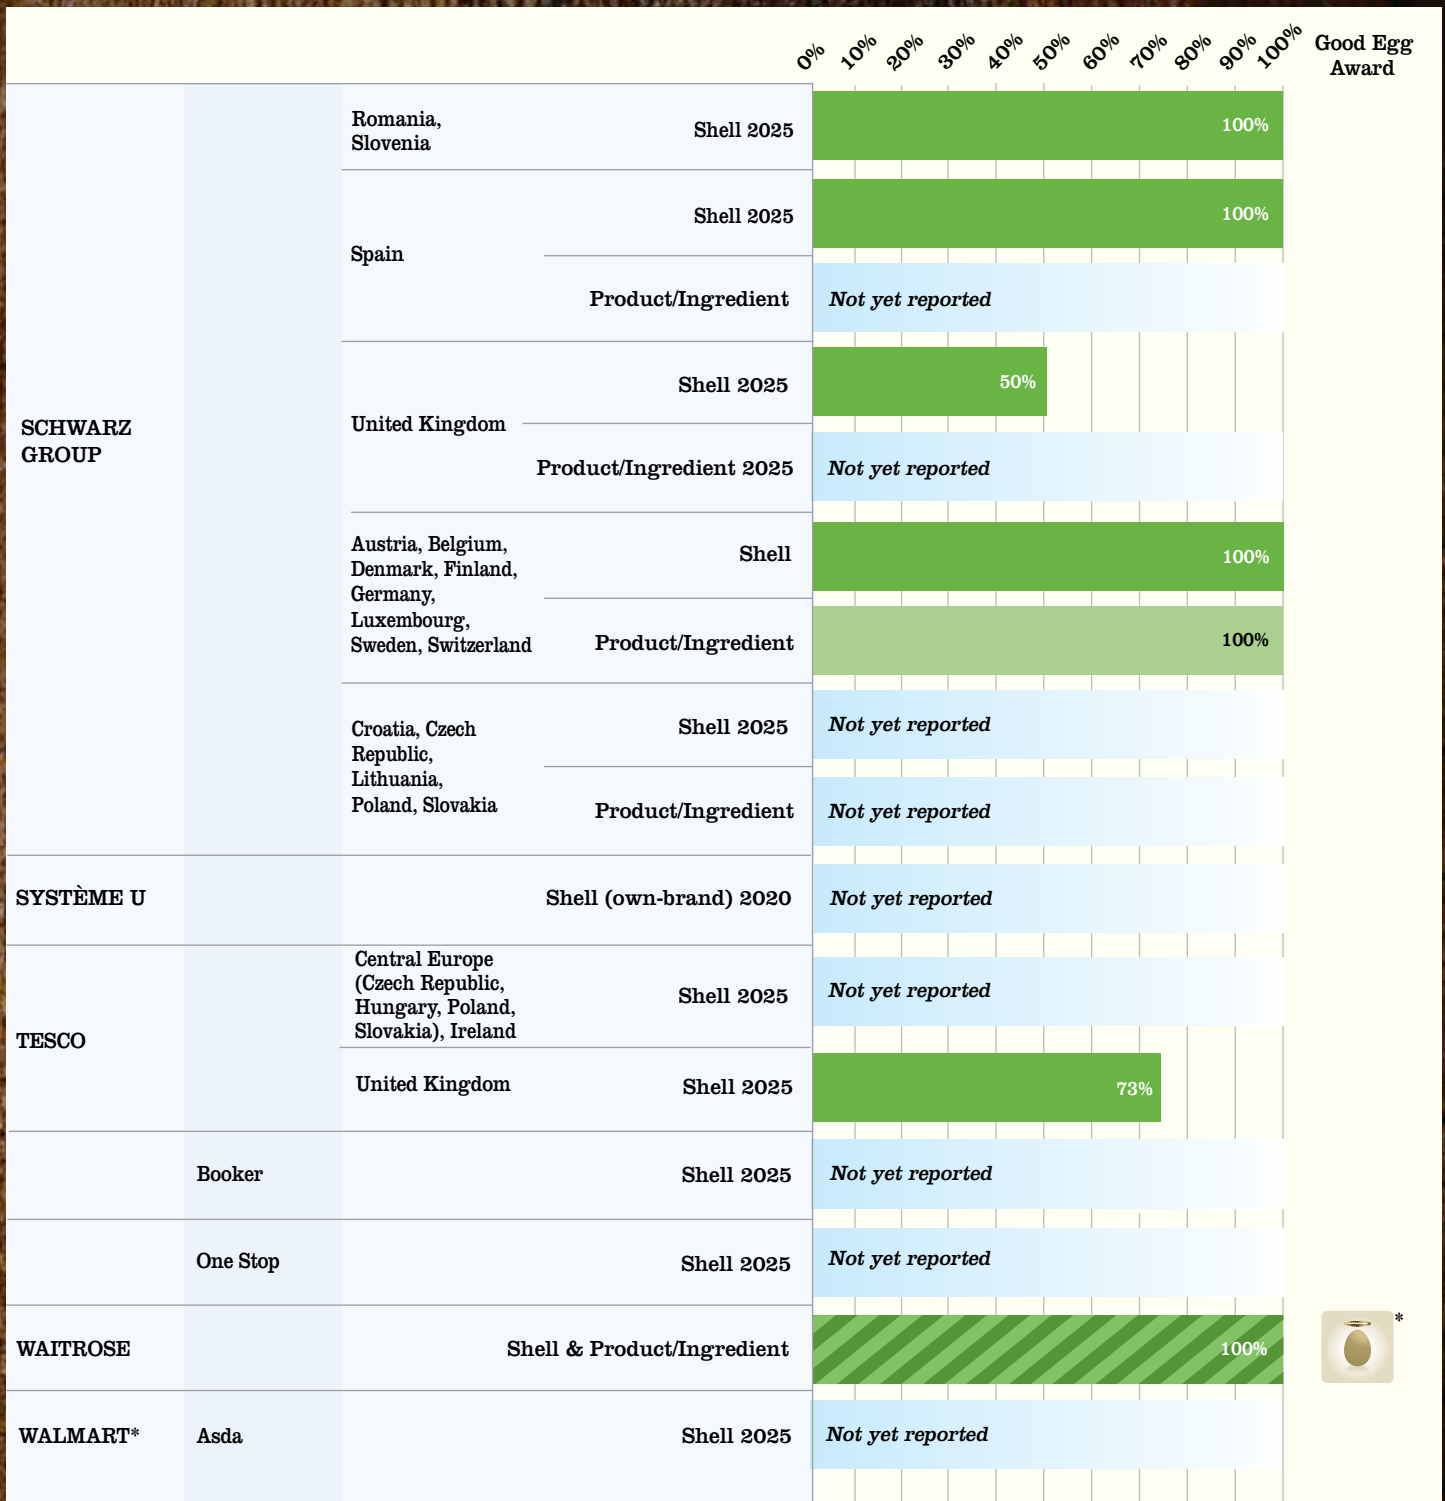 0% 10% 20% 30% 40% 50% 60% 70% 80% 90% 100%
Good Egg
Award
SCHWARZ
GROUP
Romania,
Slovenia
Shell 2025
100%
Spain
Shell 2025
100%
Product/Ingredient
Not yet reported
United Kingdom
Shell 2025
50%
Product/Ingredient 2025
Not yet reported
Austria, Belgium,
Denmark, Finland,
Germany,
Luxembourg,
Sweden, Switzerland
Shell
100%
Product/Ingredient
100%
Croatia, Czech
Republic,
Lithuania,
Poland, Slovakia
Shell 2025
Not yet reported
Product/Ingredient
Not yet reported
SYSTÈME U
Shell (own-brand) 2020
Not yet reported
TESCO
Central Europe
(Czech Republic,
Hungary, Poland,
Slovakia), Ireland
Shell 2025
Not yet reported
United Kingdom
Shell 2025
73%
Booker
Shell 2025
Not yet reported
One Stop
Shell 2025
Not yet reported
WAITROSE
Shell & Product/Ingredient
100%
*
WALMART*
Asda
Shell 2025
Not yet reported